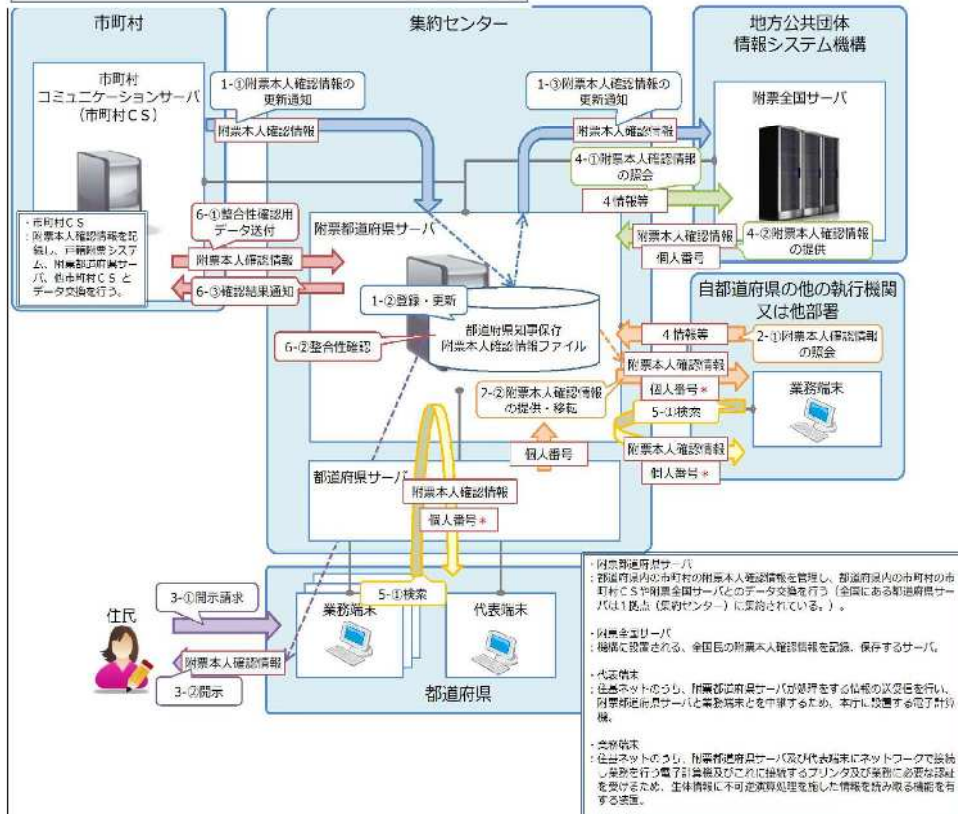 市町村
集約センター
地方公共団体
情報システム機構
市町村
コミュニケーションサーバ
(市町村CS)
1-①附票本人確認情報の
更新通知
附票本人確認情報
1-③附票本人確認情報の
更新通知
附票本人確認情報
附票全国サーバ
4-①附票本人確認情報
の照会
4情報等
附票本人確認情報
個人番号
4-②附票本人確認情報
の提供
・市町村CS
:附票本人確認情報を記
録し、戸籍附票システ
ム、附票都道府県サー
バ、他市町村CSと
データ交換を行う。
6-①整合性確認用
データ送付
附票本人確認情報
6-③確認結果通知
附票都道府県サーバ
1-②登録・更新
都道府県知事保存
附票本人確認情報ファイル
6-②整合性確認
自都道府県の他の執行機関
又は他部署
4情報等
2-①附票本人確認情報
の照会
附票本人確認情報
個人番号*
2-②附票本人確認情報
の提供・移転
業務端末
5-①検索
附票本人確認情報
個人番号*
個人番号
都道府県サーバ
附票本人確認情報
個人番号*
5-①検索
業務端末
代表端末
都道府県
住民
3-①開示請求
附票本人確認情報
3-②開示
・附票都道府県サーバ
:都道府県内の市町村の附票本人確認情報を管理し、都道府県内の市町村の市
町村CSや附票全国サーバとのデータ交換を行う(全国にある都道府県サー
バは1拠点(集約センター)に集約されている。)。
・附票全国サーバ
:機構に設置される、全国民の附票本人確認情報を記録、保存するサーバ。
・代表端末
:住基ネットのうち、附票都道府県サーバが処理をする情報の送受信を行い、
附票都道府県サーバと業務端末とを中継するため、本庁に設置する電子計算
機。
・業務端末
:住基ネットのうち、附票都道府県サーバ及び代表端末にネットワークで接続
し業務を行う電子計算機及びこれに接続するプリンタ及び業務に必要な認証
を受けるため、生体情報に不可逆演算処理を施した情報を読み取る機能を有
する装置。